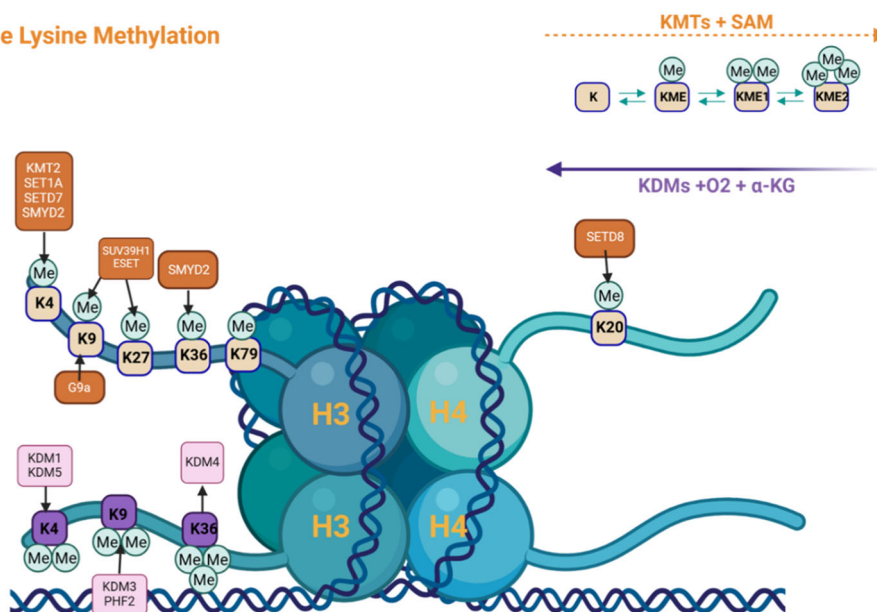 e Lysine Methylation
KMTs + SAM
Me
Me Me
Me
Me Me
K
KME
KME1
KME2
KDMs +O2 + α-KG
KMT2
SET1A
SETD7
SMYD2
SUV39H1
ESET
SMYD2
SETD8
Me
Me
Me
Me
Me
Me
K4
K9
K27
K36
K79
K20
G9a
H3
H4
KDM1
KDM5
KDM4
K4
K9
K36
Me Me
Me Me
Me Me
Me
H3
H4
KDM3
PHF2